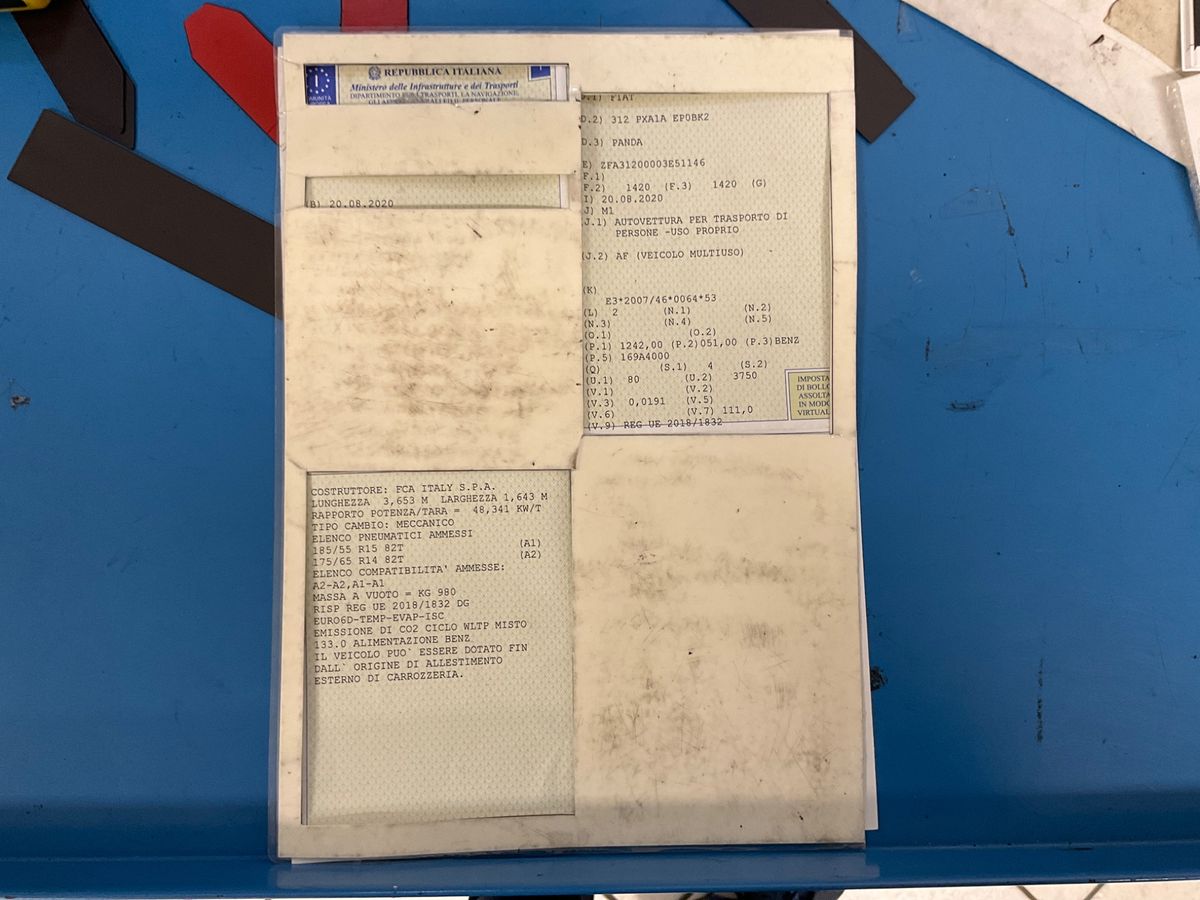 REPUBBLICA ITALIANA
Ministero delle Infrastrutture e dei Trasporti
DIPARTIMENTO TRASPORTI, LA NAVIGAZIONE,
I
(B) 20.08.2020
FIAT
D.2) 312 PXA1A EP0BK2
D.3) PANDA
E) ZFA31200003E51146
F.1)
F.2) 1420 (F.3) 1420 (G)
I) 20.08.2020
J) M1
J.1) AUTOVETTURA PER TRASPORTO DI
PERSONE -USO PROPRIO
(J.2) AF (VEICOLO MULTIUSO)
(K)
E3*2007/46*0064*53
(L) 2 (N.1) (N.2)
(N.3) (N.4) (N.5)
(O.1) (O.2)
(P.1) 1242,00 (P.2)051,00 (P.3)BENZ
(P.5) 169A4000
(Q) (S.1) 4 (S.2)
(U.1) 80 (U.2) 3750
(V.1) (V.2)
(V.3) 0,0191 (V.5)
(V.6) (V.7) 111,0
(V.9) REG UE 2018/1832
IMPOSTA
DI BOLLO
ASSOLTA
IN MODO
VIRTUAL
COSTRUTTORE: FCA ITALY S.P.A.
LUNGHEZZA 3,653 M LARGHEZZA 1,643 M
RAPPORTO POTENZA/TARA = 48,341 KW/T
TIPO CAMBIO: MECCANICO
ELENCO PNEUMATICI AMMESSI
185/55 R15 82T (A1)
175/65 R14 82T (A2)
ELENCO COMPATIBILITA' AMMESSE:
A2-A2,A1-A1
MASSA A VUOTO = KG 980
RISP REG UE 2018/1832 DG
EURO6D-TEMP-EVAP-ISC
EMISSIONE DI CO2 CICLO WLTP MISTO
133.0 ALIMENTAZIONE BENZ
IL VEICOLO PUO` ESSERE DOTATO FIN
DALL` ORIGINE DI ALLESTIMENTO
ESTERNO DI CARROZZERIA.